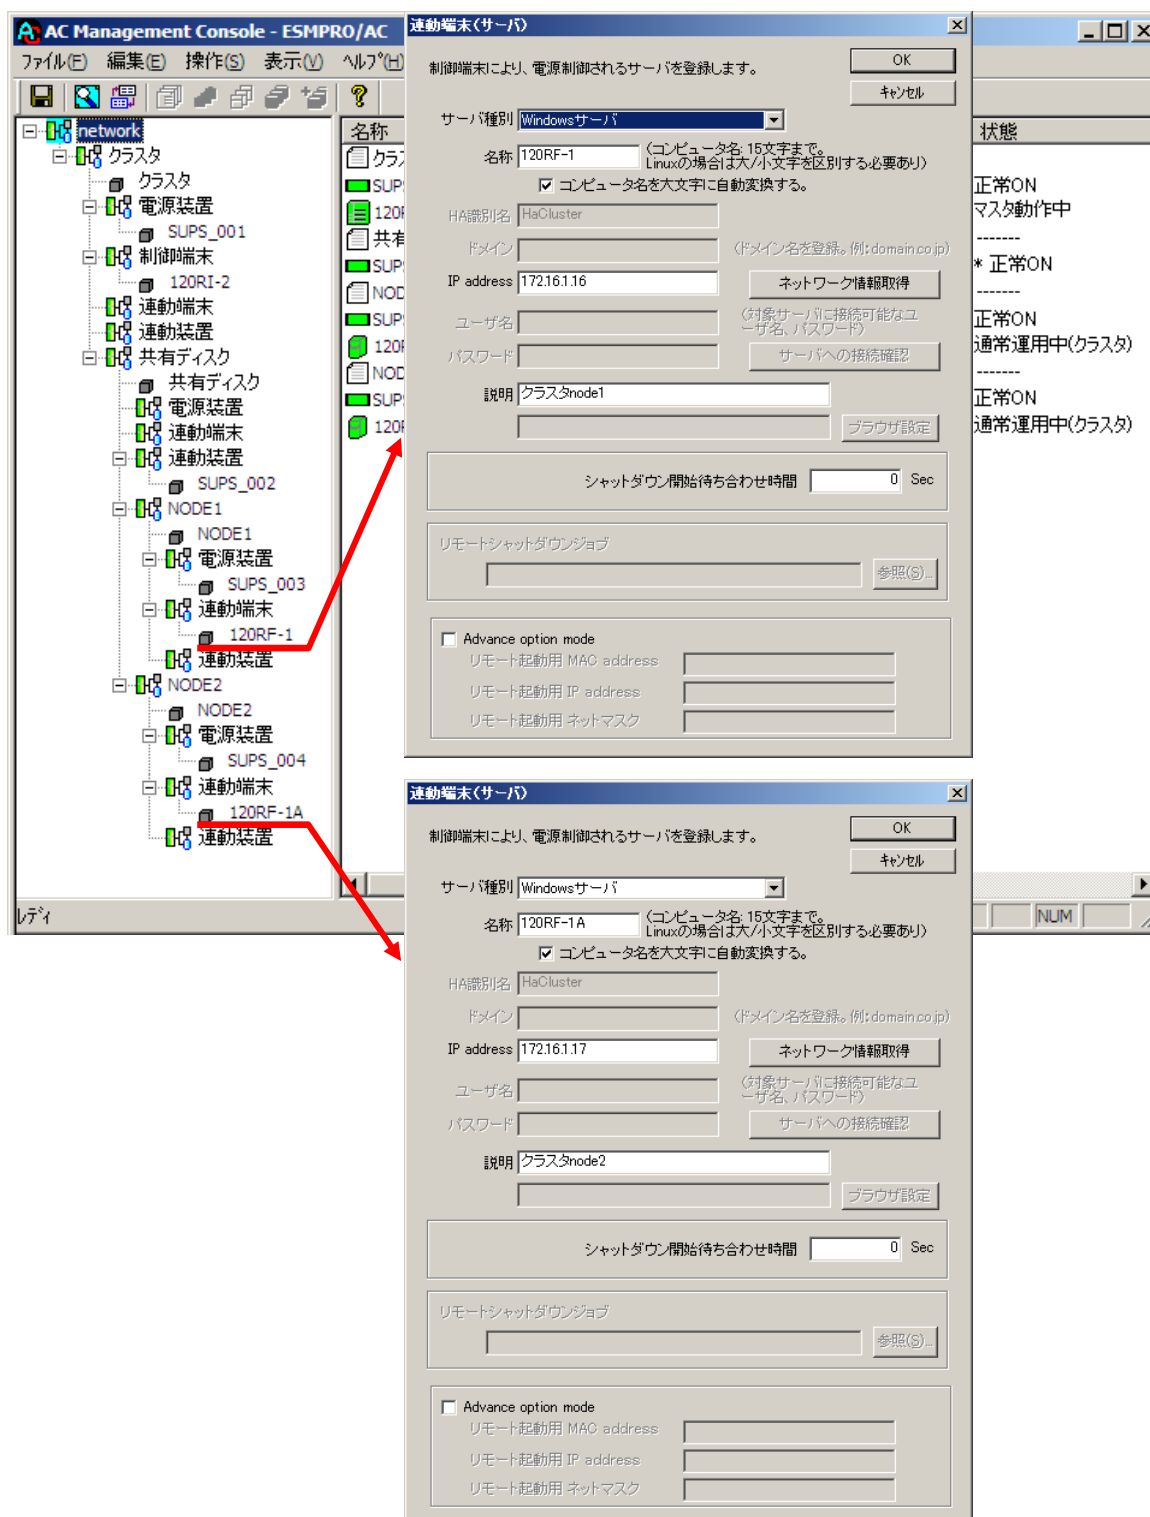 AC Management Console - ESMPRO/AC
ﾌｧｲﾙ(F) 編集(E) 操作(S) 表示(V) ﾍﾙﾌﾟ(H)
network
クラスタ
クラスタ
電源装置
SUPS_001
制御端末
120RI-2
連動端末
連動装置
共有ディスク
共有ディスク
電源装置
連動端末
連動装置
SUPS_002
NODE1
NODE1
電源装置
SUPS_003
連動端末
120RF-1
連動装置
NODE2
NODE2
電源装置
SUPS_004
連動端末
120RF-1A
連動装置
名称
クラス
SUPS
120R
共有
SUPS
NOD
SUPS
120R
NOD
SUPS
120R
状態
正常ON
マスタ動作中
-------
* 正常ON
-------
正常ON
通常運用中(クラスタ)
-------
正常ON
通常運用中(クラスタ)
ﾚﾃﾞｨ
NUM
連動端末(サーバ)
制御端末により、電源制御されるサーバを登録します。
OK
キャンセル
サーバ種別 Windowsサーバ
名称 120RF-1 (コンピュータ名: 15文字まで。
Linuxの場合は大/小文字を区別する必要あり)
コンピュータ名を大文字に自動変換する。
HA識別名 HaCluster
ドメイン (ドメイン名を登録。例:domain.co.jp)
IP address 172.16.1.16 ネットワーク情報取得
ユーザ名 (対象サーバに接続可能なユ
ーザ名、パスワード)
パスワード サーバへの接続確認
説明 クラスタnode1
ブラウザ設定
シャットダウン開始待ち合わせ時間 0 Sec
リモートシャットダウンジョブ
参照(S)...
Advance option mode
リモート起動用 MAC address
リモート起動用 IP address
リモート起動用 ネットマスク
連動端末(サーバ)
制御端末により、電源制御されるサーバを登録します。
OK
キャンセル
サーバ種別 Windowsサーバ
名称 120RF-1A (コンピュータ名: 15文字まで。
Linuxの場合は大/小文字を区別する必要あり)
コンピュータ名を大文字に自動変換する。
HA識別名 HaCluster
ドメイン (ドメイン名を登録。例:domain.co.jp)
IP address 172.16.1.17 ネットワーク情報取得
ユーザ名 (対象サーバに接続可能なユ
ーザ名、パスワード)
パスワード サーバへの接続確認
説明 クラスタnode2
ブラウザ設定
シャットダウン開始待ち合わせ時間 0 Sec
リモートシャットダウンジョブ
参照(S)...
Advance option mode
リモート起動用 MAC address
リモート起動用 IP address
リモート起動用 ネットマスク